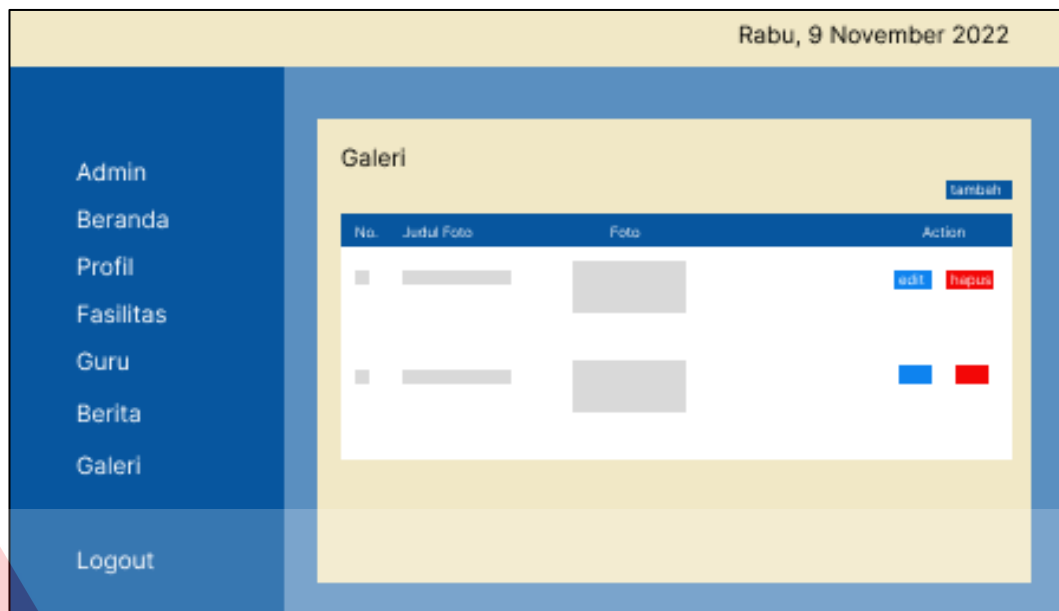 Rabu, 9 November 2022
Admin
Beranda
Profil
Fasilitas
Guru
Berita
Galeri
Logout
Galeri
tambah
No. Judul Foto Foto Action
edit hapus